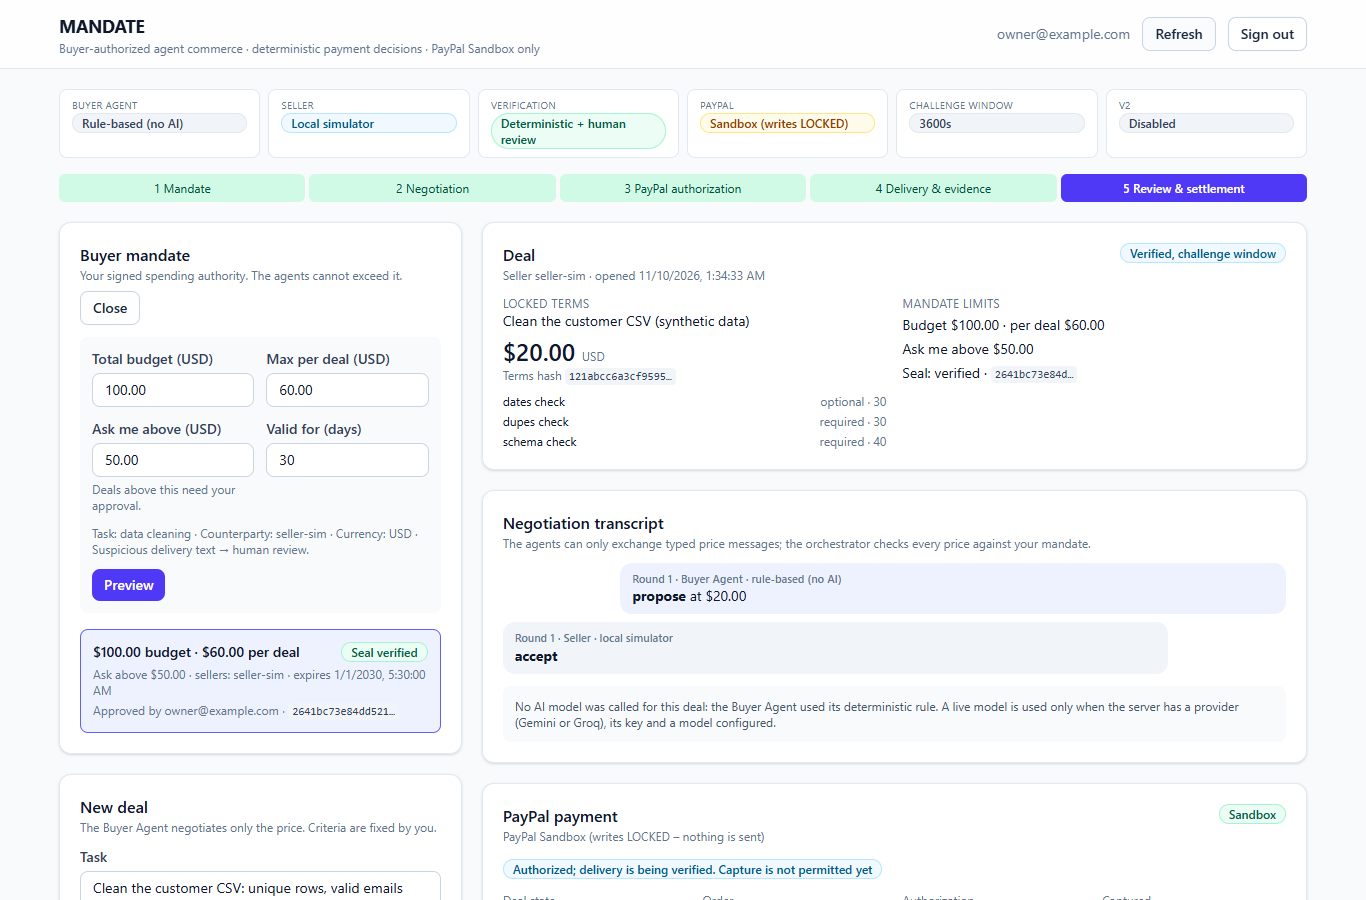 MANDATE
Buyer-authorized agent commerce · deterministic payment decisions · PayPal Sandbox only
owner@example.com
Refresh
Sign out
BUYER AGENT
Rule-based (no AI)
SELLER
Local simulator
VERIFICATION
Deterministic + human
review
PAYPAL
Sandbox (writes LOCKED)
CHALLENGE WINDOW
3600s
V2
Disabled
1 Mandate
2 Negotiation
3 PayPal authorization
4 Delivery & evidence
5 Review & settlement
Buyer mandate
Your signed spending authority. The agents cannot exceed it.
Close
Total budget (USD)
Max per deal (USD)
100.00
60.00
Ask me above (USD)
Valid for (days)
50.00
30
Deals above this need your
approval.
Task: data cleaning · Counterparty: seller-sim · Currency: USD ·
Suspicious delivery text → human review.
Preview
$100.00 budget · $60.00 per deal
Seal verified
Ask above $50.00 · sellers: seller-sim · expires 1/1/2030, 5:30:00
AM
Approved by owner@example.com · 2641bc73e84dd521…
New deal
The Buyer Agent negotiates only the price. Criteria are fixed by you.
Task
Clean the customer CSV: unique rows, valid emails
Deal
Verified, challenge window
Seller seller-sim · opened 11/10/2026, 1:34:33 AM
LOCKED TERMS
Clean the customer CSV (synthetic data)
$20.00 USD
Terms hash 121abcc6a3cf9595…
dates check
optional · 30
dupes check
required · 30
schema check
required · 40
MANDATE LIMITS
Budget $100.00 · per deal $60.00
Ask me above $50.00
Seal: verified · 2641bc73e84d…
Negotiation transcript
The agents can only exchange typed price messages; the orchestrator checks every price against your mandate.
Round 1 · Buyer Agent · rule-based (no AI)
propose at $20.00
Round 1 · Seller · local simulator
accept
No AI model was called for this deal: the Buyer Agent used its deterministic rule. A live model is used only when the server has a provider
(Gemini or Groq), its key and a model configured.
PayPal payment
Sandbox
PayPal Sandbox (writes LOCKED – nothing is sent)
Authorized; delivery is being verified. Capture is not permitted yet
Deal state
Order
Authorization
Captured